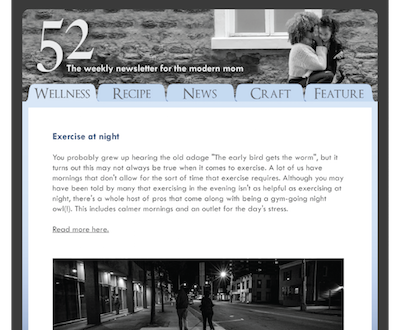 52
The weekly newsletter for the modern mom
Wellness Recipe News Craft Feature
Exercise at night
You probably grew up hearing the old adage "The early bird gets the worm", but it
turns out this may not always be true when it comes to exercise. A lot of us have
mornings that don't allow for the sort of time that exercise requires. Although you may
have been told by many that exercising in the evening isn't as helpful as exercising at
night, there's a whole host of pros that come along with being a gym-going night
owl(!). This includes calmer mornings and an outlet for the day's stress.
Read more here.